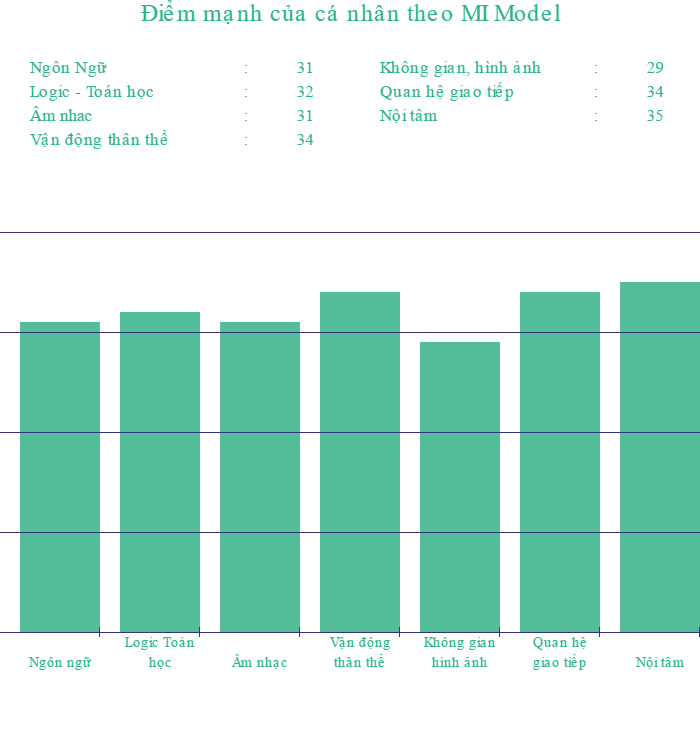 Điểm mạnh của cá nhân theo MI Model
Ngôn Ngữ : 31
Logic - Toán học : 32
Âm nhac : 31
Vận động thân thể : 34
Không gian, hình ảnh : 29
Quan hệ giao tiếp : 34
Nội tâm : 35
Ngôn ngữ
Logic Toán
học
Âm nhạc
Vận động
thân thể
Không gian
hình ảnh
Quan hệ
giao tiếp
Nội tâm